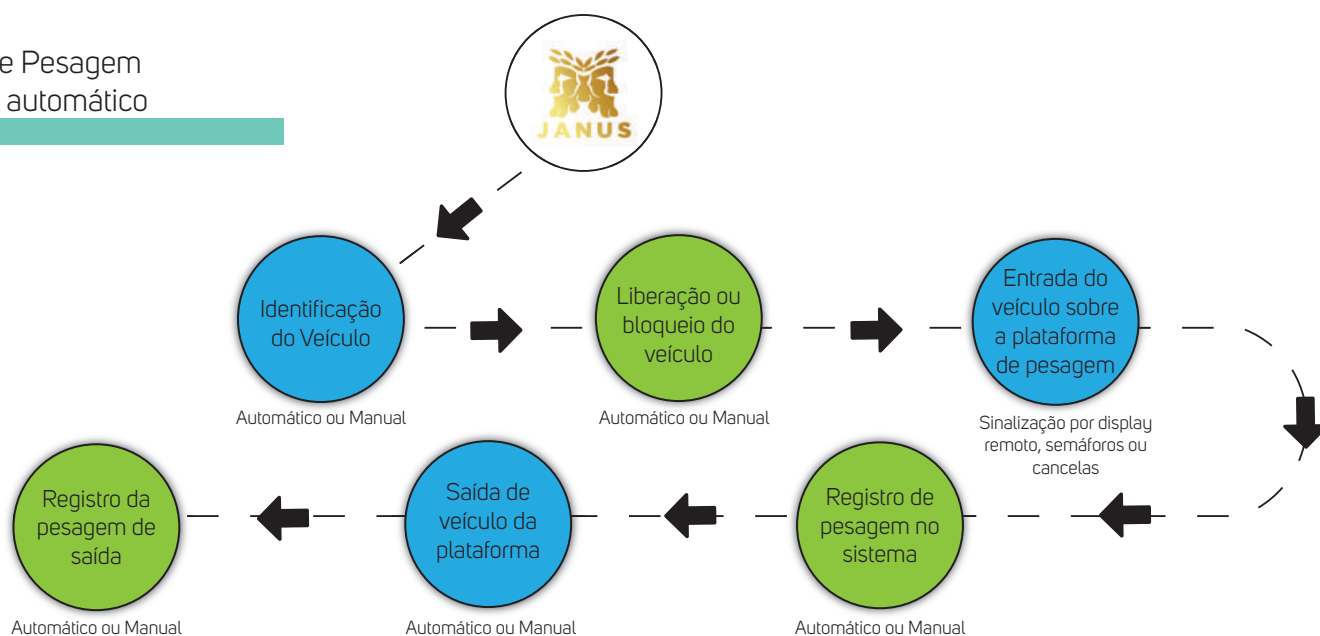 e Pesagem
automático
JANUS
Identificação
do Veículo
Automático ou Manual
Liberação ou
bloqueio do
veículo
Automático ou Manual
Entrada do
veículo sobre
a plataforma
de pesagem
Sinalização por display
remoto, semáforos ou
cancelas
Registro de
pesagem no
sistema
Automático ou Manual
Saída de
veículo da
plataforma
Automático ou Manual
Registro da
pesagem de
saída
Automático ou Manual